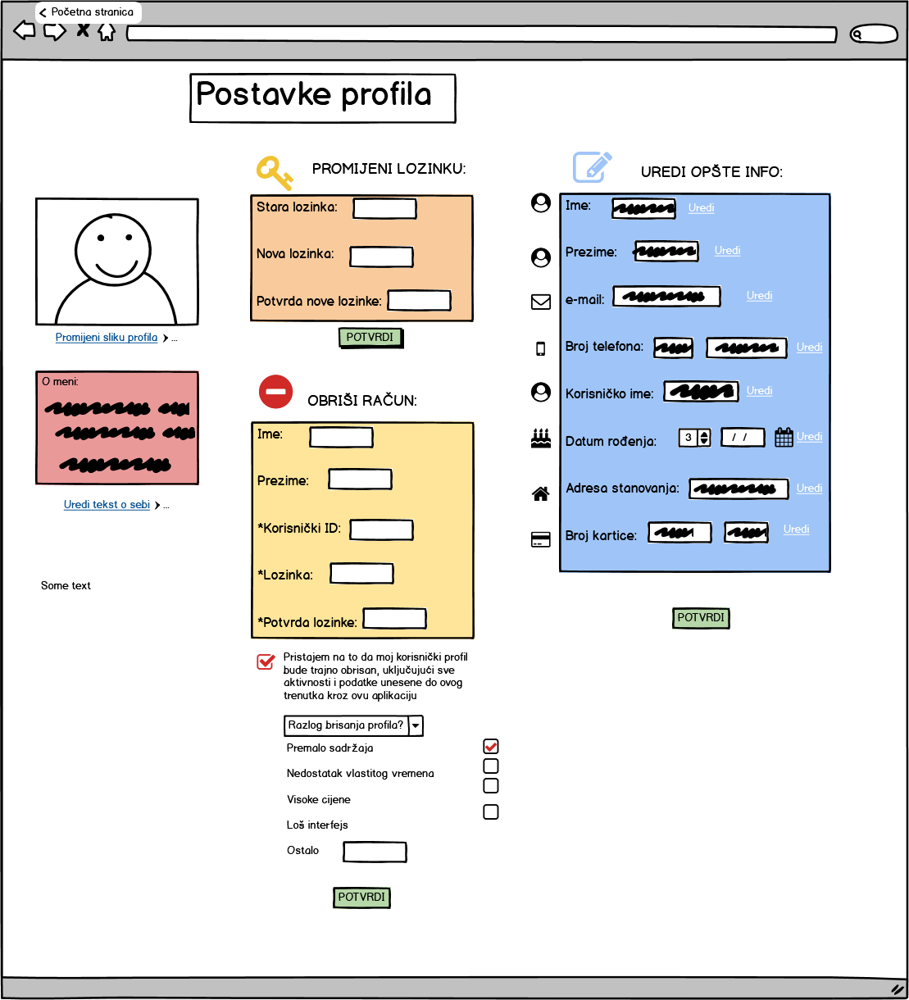 Početna stranica
Postavke profila
PROMIJENI LOZINKU:
Stara lozinka:
Nova lozinka:
Potvrda nove lozinke:
POTVRDI
Promijeni sliku profila
...
O meni:
Uredi tekst o sebi
...
Some text
OBRIŠI RAČUN:
Ime:
Prezime:
*Korisnički ID:
*Lozinka:
*Potvrda lozinke:
Pristajem na to da moj korisnički profil
bude trajno obrisan, uključujući sve
aktivnosti i podatke unesene do ovog
trenutka kroz ovu aplikaciju
Razlog brisanja profila?
Premalo sadržaja
Nedostatak vlastitog vremena
Visoke cijene
Loš interfejs
Ostalo
POTVRDI
UREDI OPŠTE INFO:
Ime: Uredi
Prezime: Uredi
e-mail: Uredi
Broj telefona: Uredi
Korisničko ime: Uredi
Datum rođenja: 3 / / Uredi
Adresa stanovanja: Uredi
Broj kartice: Uredi
POTVRDI